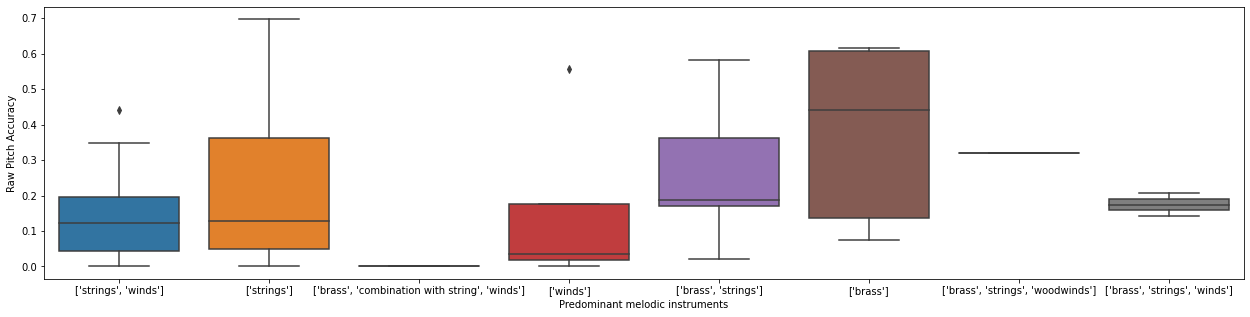 Raw Pitch Accuracy
0.7
0.6
0.5
0.4
0.3
0.2
0.1
0.0
['strings', 'winds']
['strings']
['brass', 'combination with string', 'winds']
['winds']
['brass', 'strings']
['brass']
['brass', 'strings', 'woodwinds']
['brass', 'strings', 'winds']
Predominant melodic instruments